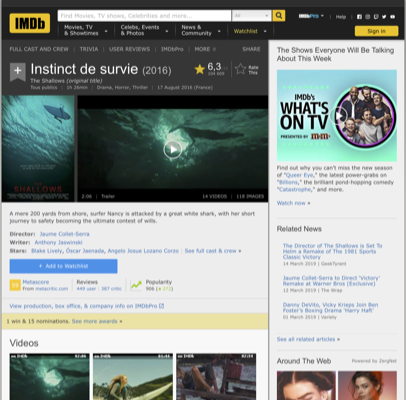 IMDb
Find Movies, TV shows, Celebrities and more...
All
IMDbPro
Help
Movies, TV
& Showtimes
Celebs, Events
& Photos
News &
Community
Watchlist
Sign in
FULL CAST AND CREW | TRIVIA | USER REVIEWS | IMDbPro | MORE
SHARE
Instinct de survie (2016)
The Shallows (original title)
Tous publics | 1h 26min | Drama, Horror, Thriller | 17 August 2016 (France)
6,3
Rate
This
THE
SHALLOWS
2:06 | Trailer
14 VIDEOS | 118 IMAGES
A mere 200 yards from shore, surfer Nancy is attacked by a great white shark, with her short
journey to safety becoming the ultimate contest of wills.
Director: Jaume Collet-Serra
Writer: Anthony Jaswinski
Stars: Blake Lively, Óscar Jaenada, Angelo Josue Lozano Corzo | See full cast & crew »
+ Add to Watchlist
Metascore
From metacritic.com
Reviews
Popularity
View production, box office, & company info on IMDbPro
1 win & 15 nominations. See more awards »
Videos
The Shows Everyone Will Be Talking
About This Week
IMDb's
WHAT'S
ON TV
PRESENTED BY
Find out why you can't miss the new season
of "Queer Eye," the latest power-grabs on
"Billions," the brilliant pond-hopping comedy
"Catastrophe," and more.
Watch now »
Related News
The Director of The Shallows is Set To
Helm a Remake of The 1981 Sports
Classic Victory
14 March 2019 | GeekTyrant
Jaume Collet-Serra to Direct 'Victory'
Remake at Warner Bros (Exclusive)
12 March 2019 | The Wrap
Danny DeVito, Vicky Krieps Join Ben
Foster's Boxing Drama 'Harry Haft'
01 March 2019 | Variety
See all related articles »
Around The Web
Powered by ZergNet